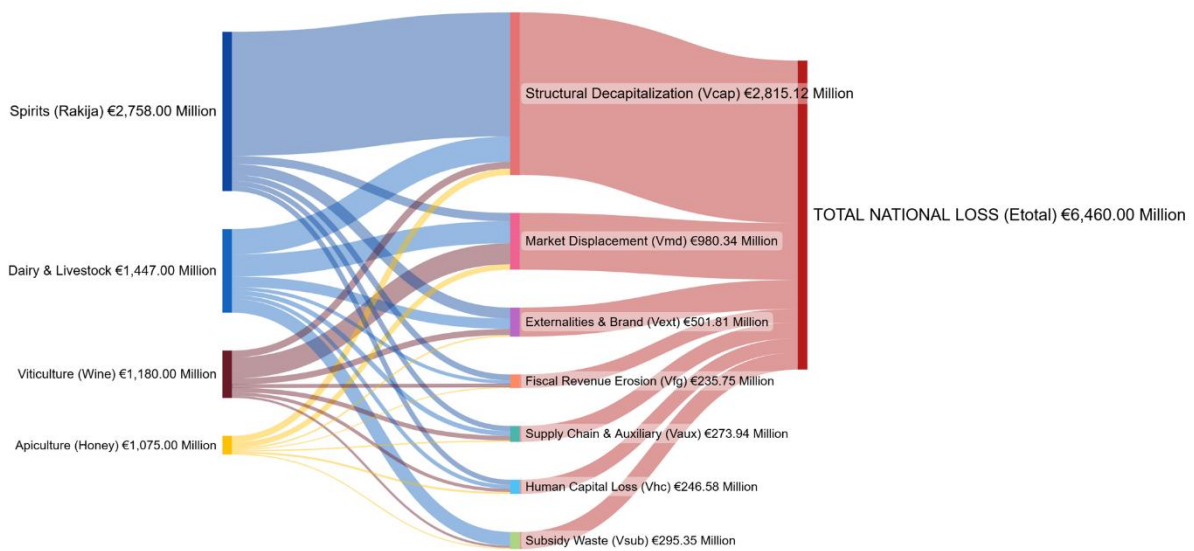 Spirits (Rakija) €2,758.00 Million
Dairy & Livestock €1,447.00 Million
Viticulture (Wine) €1,180.00 Million
Apiculture (Honey) €1,075.00 Million
Structural Decapitalization (Vcap) €2,815.12 Million
Market Displacement (Vmd) €980.34 Million
Externalities & Brand (Vext) €501.81 Million
Fiscal Revenue Erosion (Vfg) €235.75 Million
Supply Chain & Auxiliary (Vaux) €273.94 Million
Human Capital Loss (Vhc) €246.58 Million
Subsidy Waste (Vsub) €295.35 Million
TOTAL NATIONAL LOSS (Etotal) €6,460.00 Million